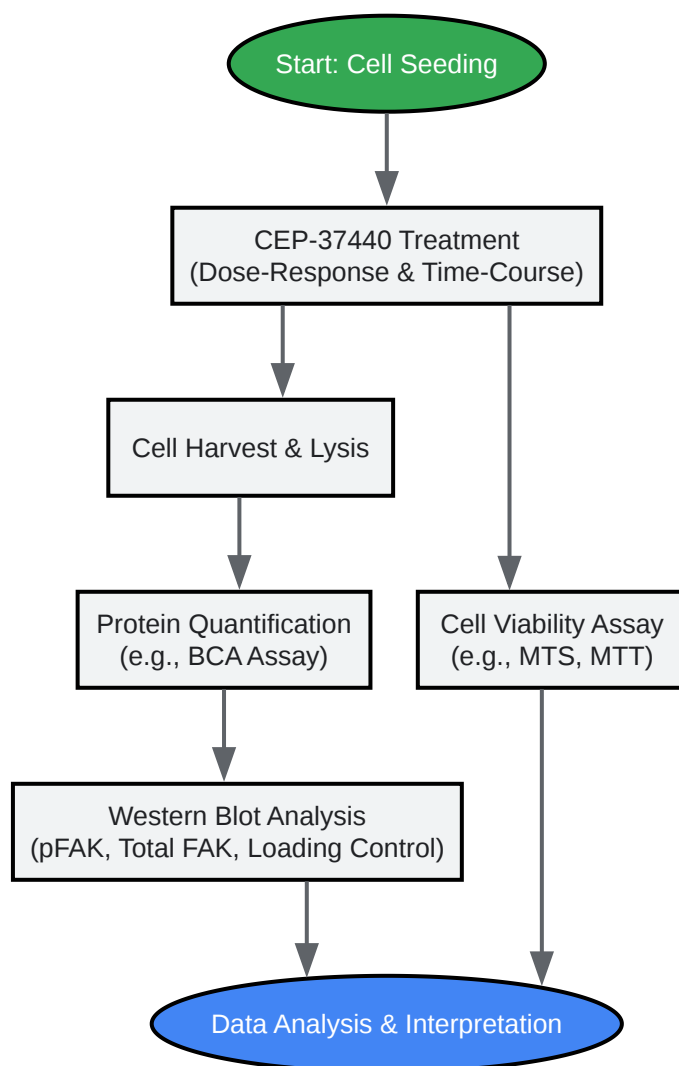 Start: Cell Seeding
CEP-37440 Treatment
(Dose-Response & Time-Course)
Cell Harvest & Lysis
Protein Quantification
(e.g., BCA Assay)
Cell Viability Assay
(e.g., MTS, MTT)
Western Blot Analysis
(pFAK, Total FAK, Loading Control)
Data Analysis & Interpretation